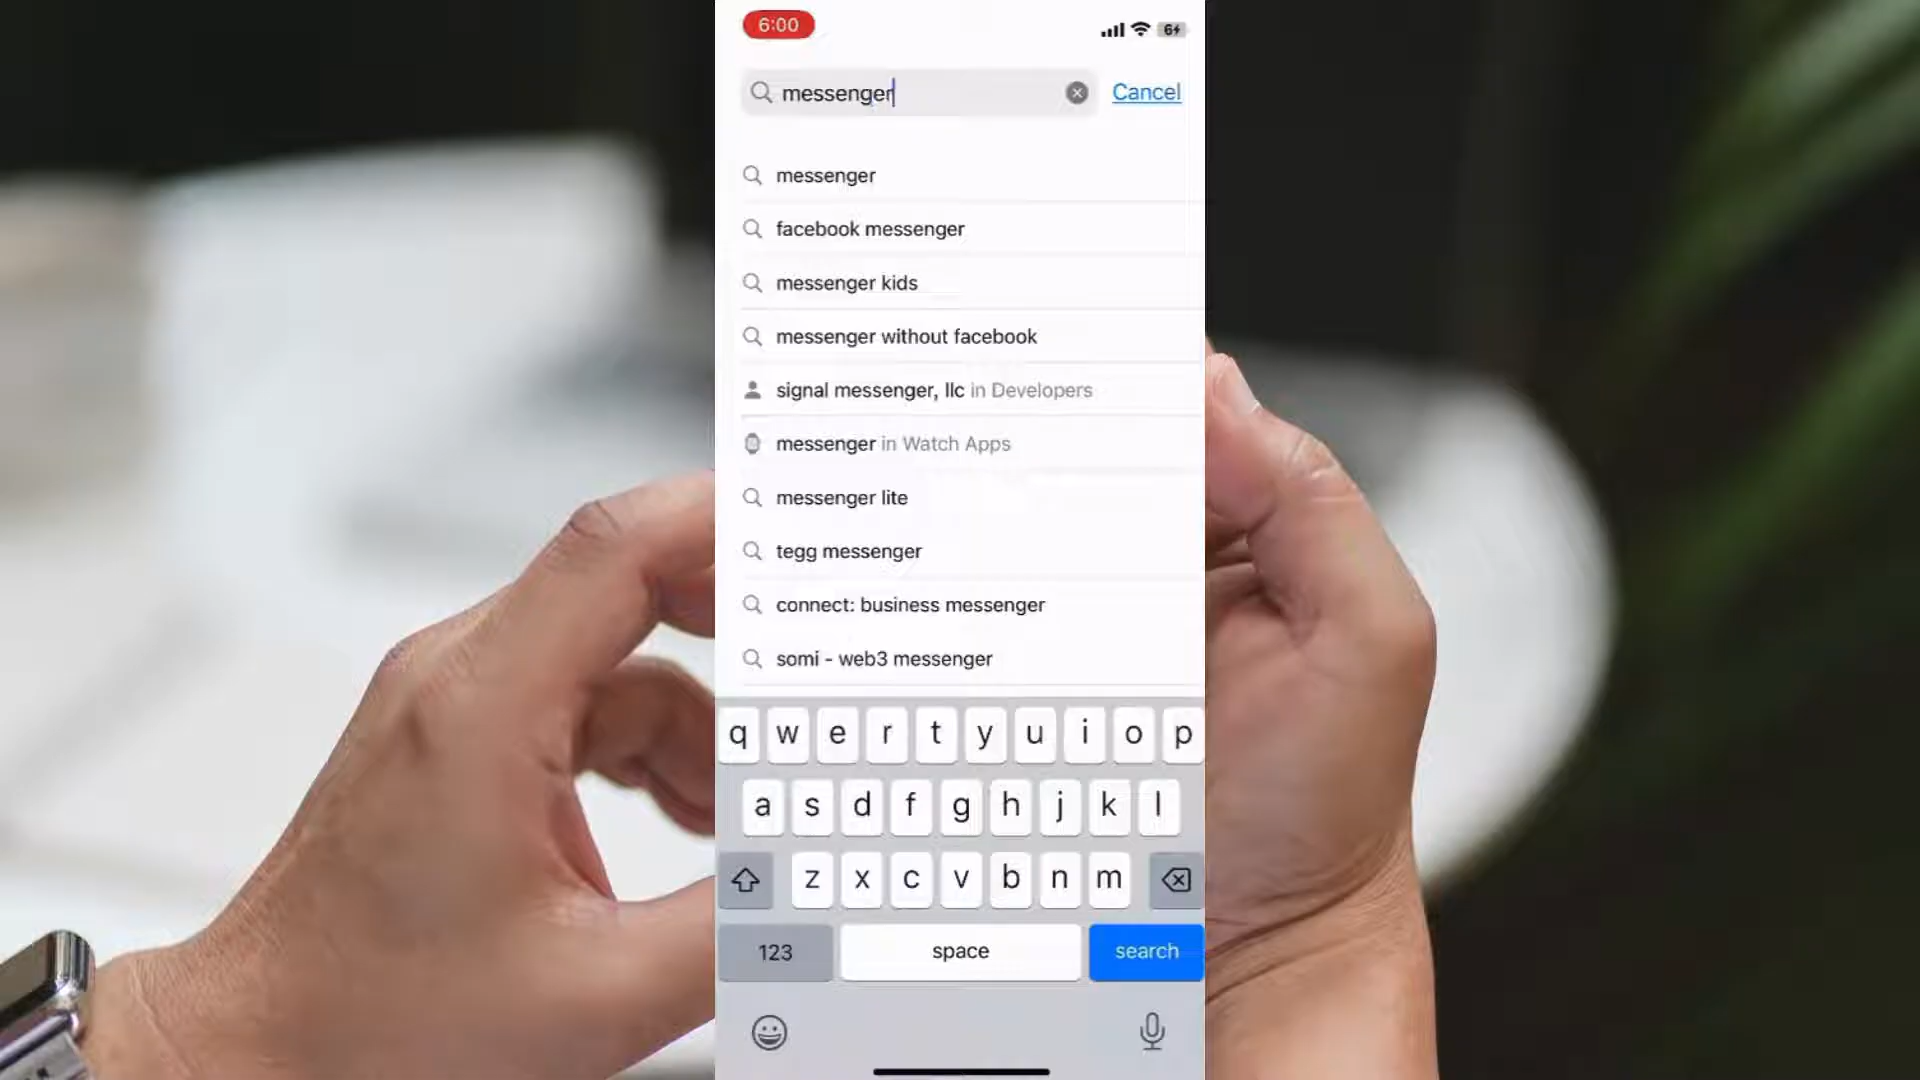 6:00
6
messenger
Cancel
messenger
facebook messenger
messenger kids
messenger without facebook
signal messenger, llc in Developers
messenger in Watch Apps
messenger lite
tegg messenger
connect: business messenger
somi - web3 messenger
q w e r t y u i o p
a s d f g h j k l
z x c v b n m
123 space search